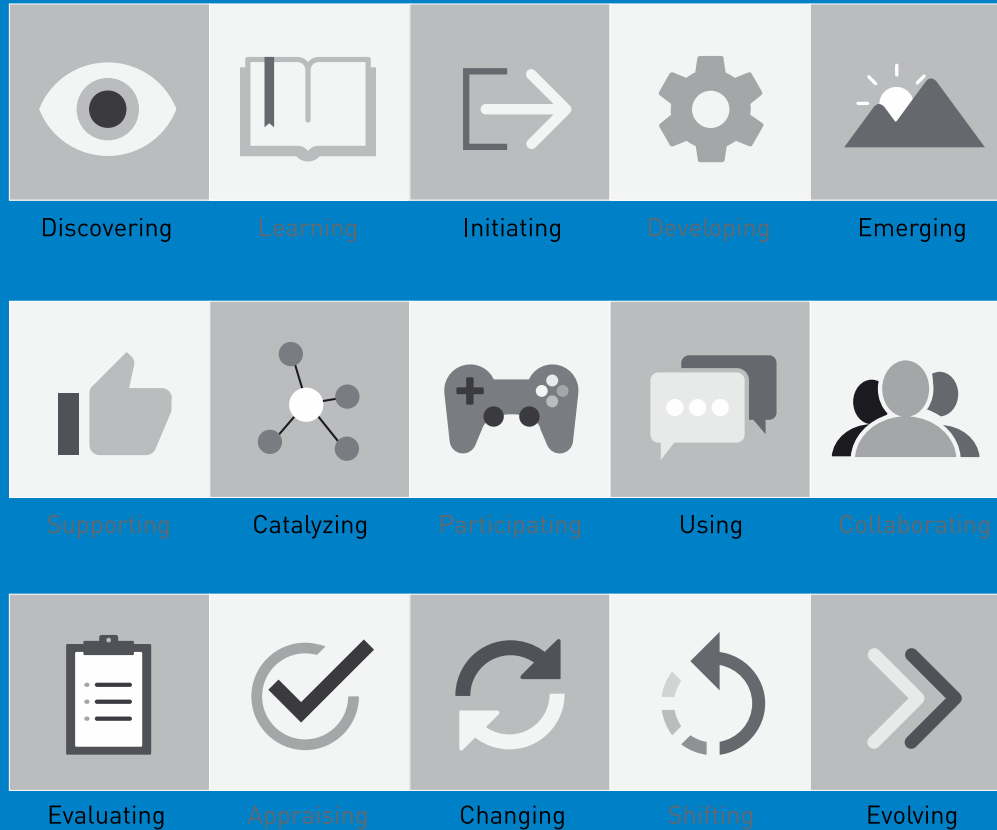 Discovering Learning Initiating Developing Emerging
Supporting Catalyzing Participating Using Collaborating
Evaluating Appraising Changing Shifting Evolving